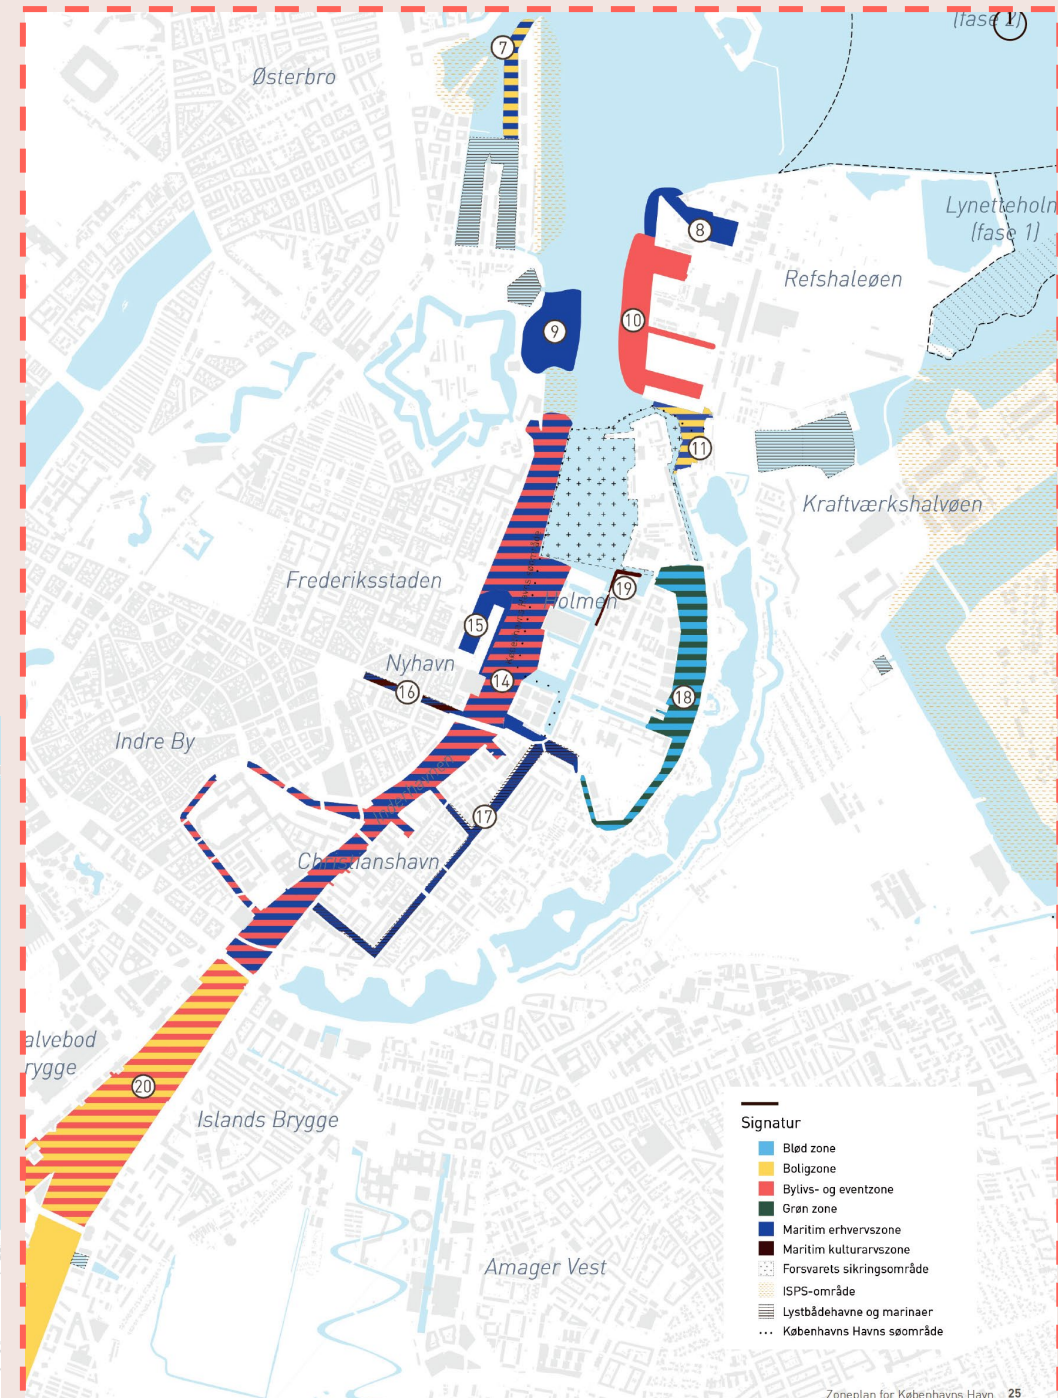 (fase 2)
1
7
Østerbro
8
Lynetteholm
(fase 1)
Refshaleøen
9
10
11
Kraftværkshalvøen
Frederiksstaden
19
Holmen
15
Nyhavn
14
16
18
Indre By
17
Christianshavn
alvebod
rygge
20
Islands Brygge
Amager Vest
Signatur
Blød zone
Boligzone
Bylivs- og eventzone
Grøn zone
Maritim erhvervszone
Maritim kulturarvszone
Forsvarets sikringsområde
ISPS-område
Lystbådehavne og marinaer
Københavns Havns søområde
Zoneplan for Københavns Havn 25